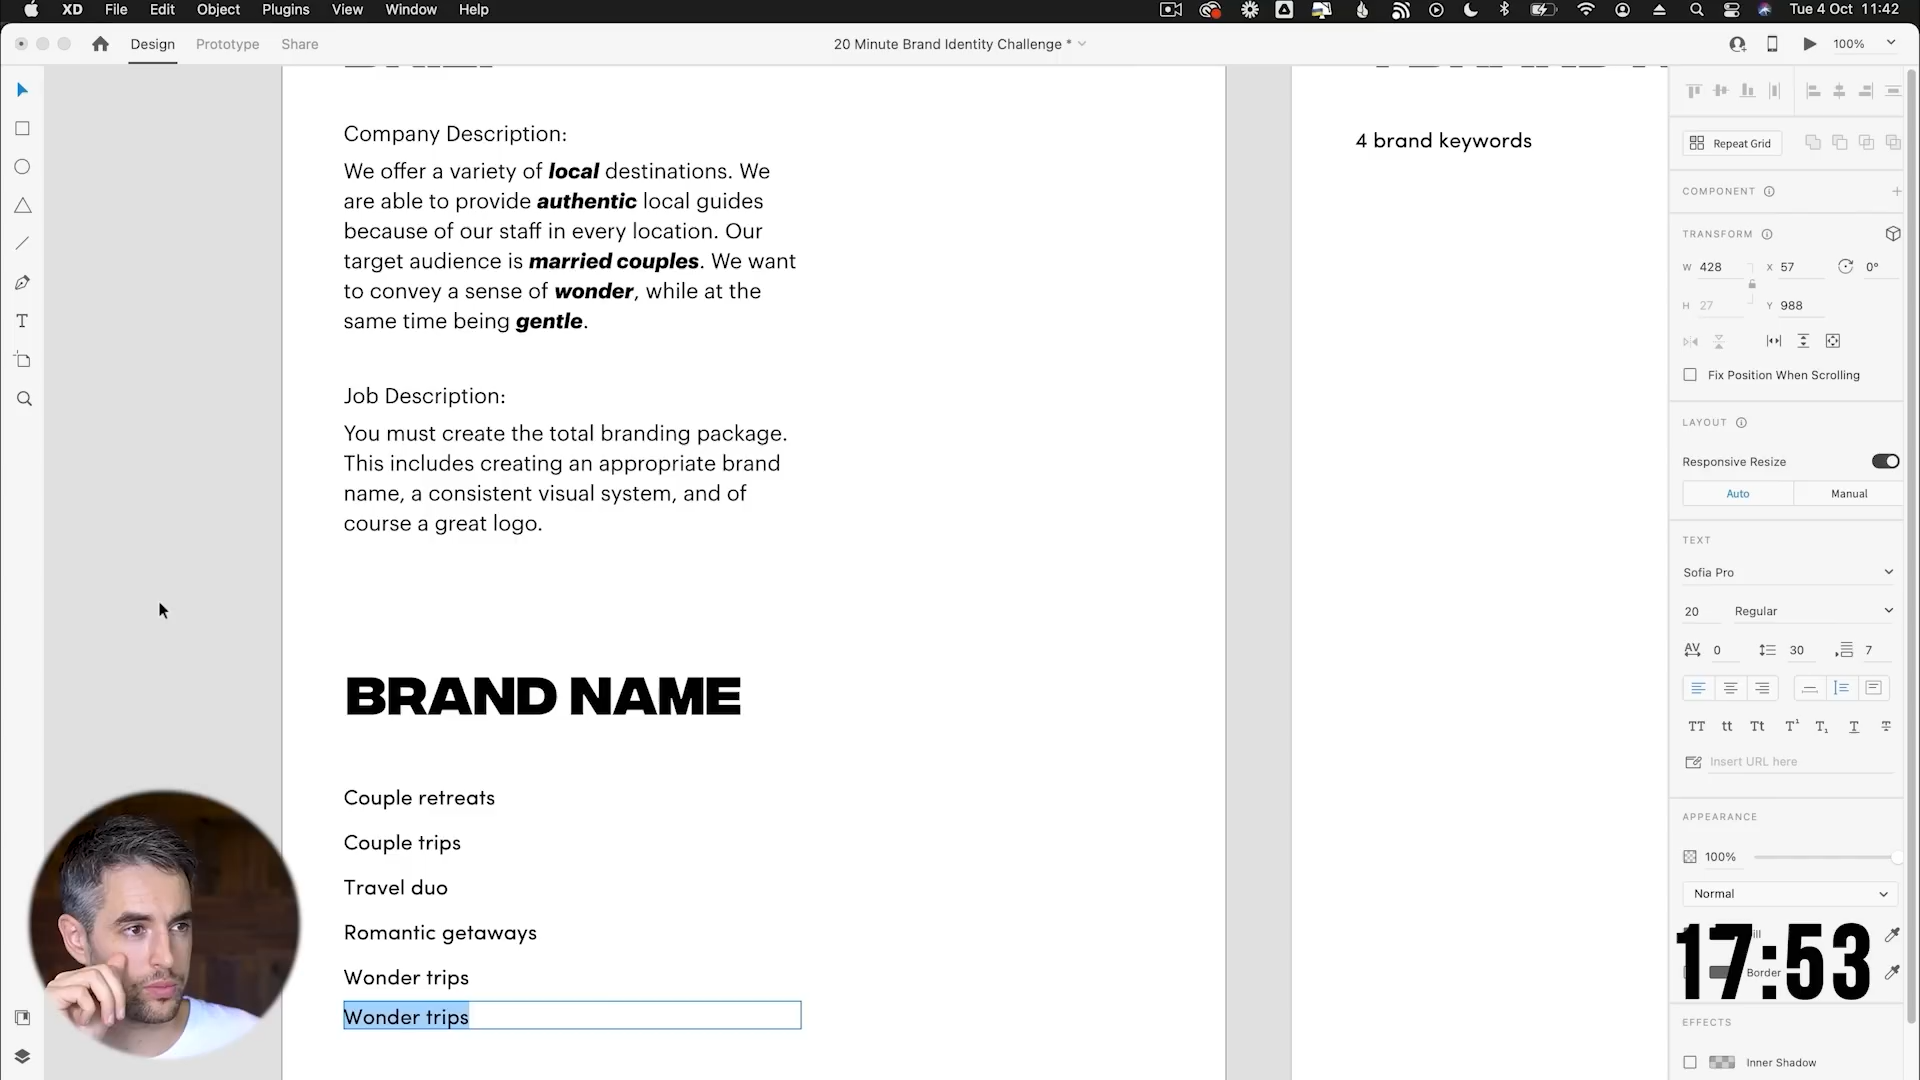 XD File Edit Object Plugins View Window Help
Tue 4 Oct 11:42
Design Prototype Share
20 Minute Brand Identity Challenge *
100%
Company Description:
We offer a variety of local destinations. We
are able to provide authentic local guides
because of our staff in every location. Our
target audience is married couples. We want
to convey a sense of wonder, while at the
same time being gentle.
Job Description:
You must create the total branding package.
This includes creating an appropriate brand
name, a consistent visual system, and of
course a great logo.
BRAND NAME
Couple retreats
Couple trips
Travel duo
Romantic getaways
Wonder trips
Wonder trips
4 brand keywords
Repeat Grid
COMPONENT
TRANSFORM
W 428 X 57 0°
H 27 Y 988
Fix Position When Scrolling
LAYOUT
Responsive Resize
Auto Manual
TEXT
Sofia Pro
20 Regular
AV 0 30 7
TT tt Tt T¹ T₁ T T
Insert URL here
APPEARANCE
100%
Normal
17:53
Border
EFFECTS
Inner Shadow